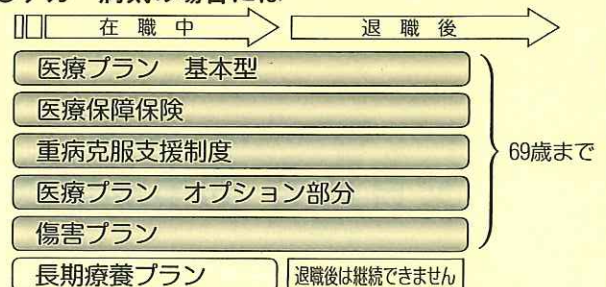 在職中 退職後
医療プラン 基本型
医療保障保険
重病克服支援制度
医療プラン オプション部分
傷害プラン
69歳まで
長期療養プラン 退職後は継続できません